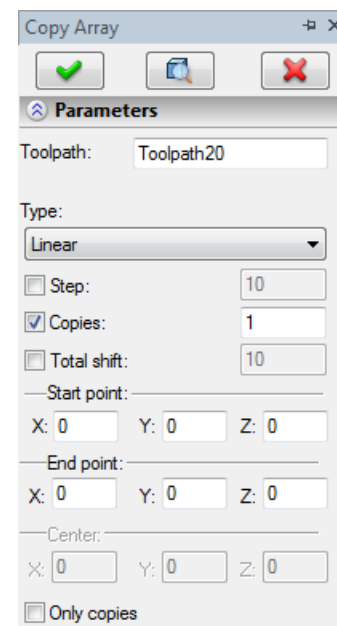 Copy Array
Parameters
Toolpath: Toolpath20
Type:
Linear
Step: 10
Copies: 1
Total shift: 10
Start point:
X: 0 Y: 0 Z: 0
End point:
X: 0 Y: 0 Z: 0
Center:
X: 0 Y: 0 Z: 0
Only copies